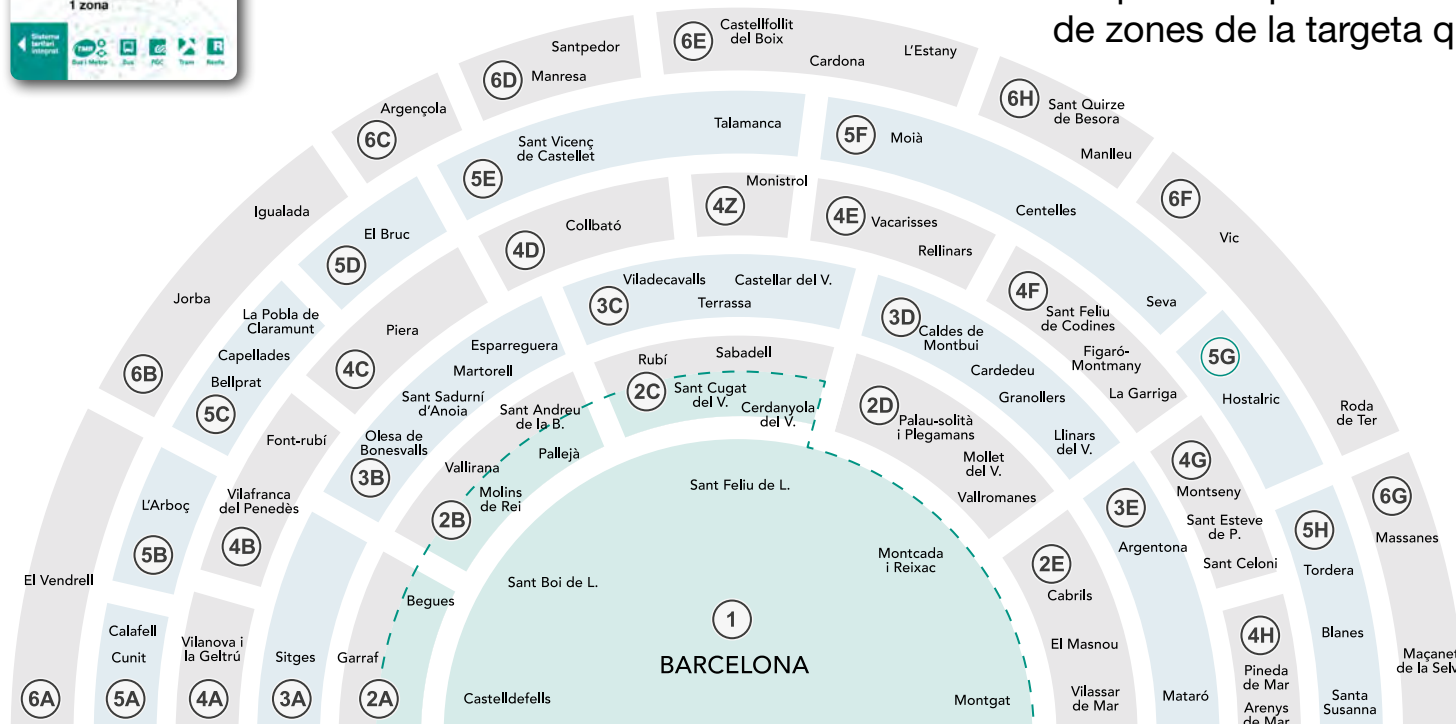 1 zona
Sistema
tarifari
integrat
TMB
Bus i Metro
Bus
FGC
Tram
Renfe
de zones de la targeta q
6E
Castellfollit
del Boix
Cardona
L'Estany
6D
Santpedor
Manresa
6C
Argençola
6H
Sant Quirze
de Besora
Manlleu
6F
Vic
Roda
de Ter
5E
Sant Vicenç
de Castellet
Talamanca
5F
Moià
Centelles
Seva
Igualada
Jorba
6B
El Bruc
5D
La Pobla de
Claramunt
Capellades
Bellprat
5C
4D
Collbató
4Z
Monistrol
4E
Vacarisses
Rellinars
4F
Sant Feliu
de Codines
Figaró-
Montmany
La Garriga
5G
Hostalric
Piera
4C
Font-rubí
Vilafranca
del Penedès
4B
3C
Viladecavalls
Castellar del V.
Terrassa
3D
Caldes de
Montbui
Cardedeu
Granollers
Llinars
del V.
Esparreguera
Martorell
Sant Sadurní
d'Anoia
Olesa de
Bonesvalls
3B
Rubí
Sabadell
2C
Sant Cugat
del V.
Cerdanyola
del V.
2D
Palau-solità
i Plegamans
Mollet
del V.
Vallromanes
Sant Andreu
de la B.
Pallejà
Vallirana
Molins
de Rei
2B
4G
Montseny
Sant Esteve
de P.
Sant Celoni
3E
Argentona
Mataró
5H
Tordera
Blanes
Santa
Susanna
6G
Massanes
Maçanet
de la Selv
L'Arboç
5B
El Vendrell
6A
Calafell
Cunit
5A
Vilanova i
la Geltrú
4A
Sitges
3A
Garraf
2A
Begues
Sant Feliu de L.
Sant Boi de L.
Montcada
i Reixac
1
BARCELONA
Castelldefells
Montgat
2E
Cabrils
El Masnou
Vilassar
de Mar
4H
Pineda
de Mar
Arenys
de Mar